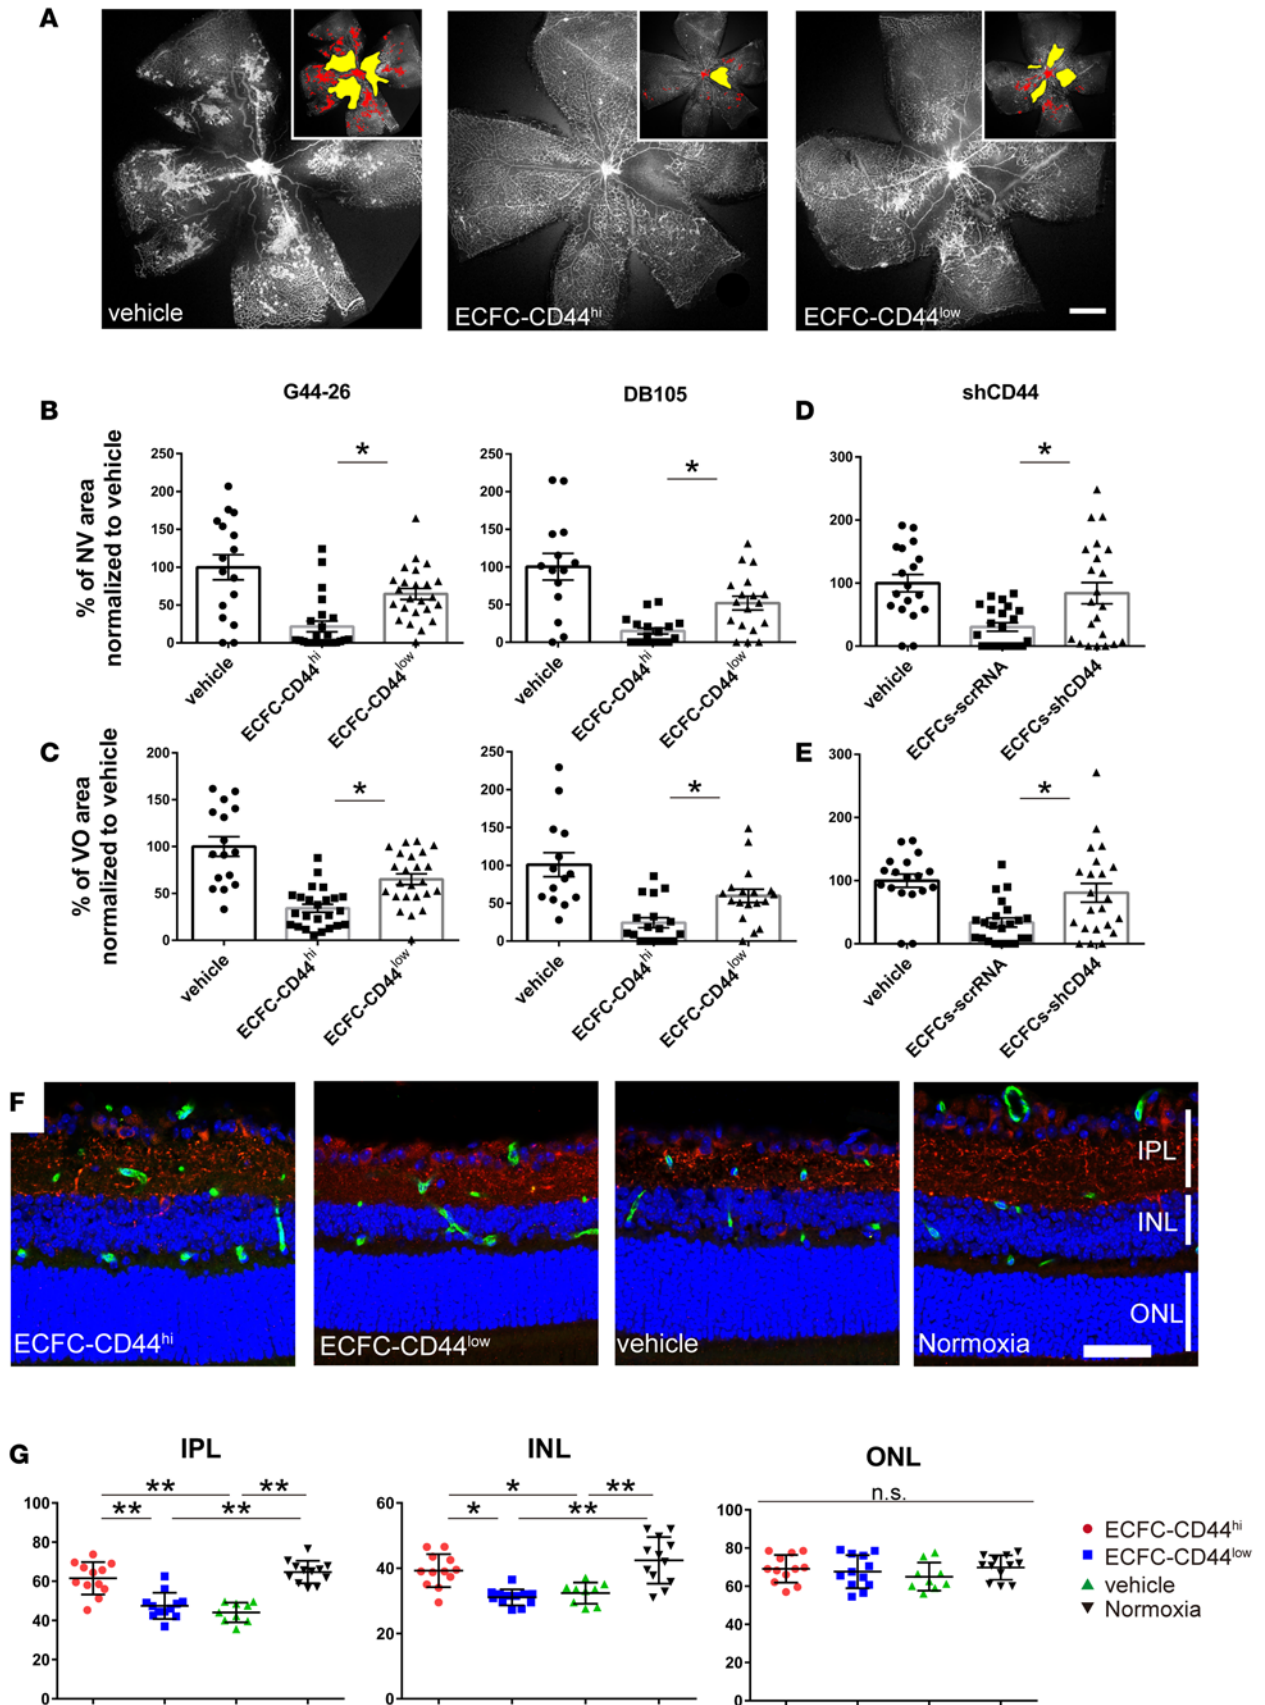 A
vehicle
ECFC-CD44hi
ECFC-CD44low
G44-26
DB105
shCD44
B
D
% of NV area
normalized to vehicle
250
200
150
100
50
0
*
vehicle
ECFC-CD44hi
ECFC-CD44low
250
200
150
100
50
0
*
vehicle
ECFC-CD44hi
ECFC-CD44low
300
200
100
0
*
vehicle
ECFCs-scrRNA
ECFCs-shCD44
C
E
% of VO area
normalized to vehicle
200
150
100
50
0
*
vehicle
ECFC-CD44hi
ECFC-CD44low
250
200
150
100
50
0
*
vehicle
ECFC-CD44hi
ECFC-CD44low
300
200
100
0
*
vehicle
ECFCs-scrRNA
ECFCs-shCD44
F
ECFC-CD44hi
ECFC-CD44low
vehicle
Normoxia
IPL
INL
ONL
G
IPL
** **
** **
100
80
60
40
20
0
INL
* **
* **
60
40
20
0
ONL
n.s.
100
80
60
40
20
0
ECFC-CD44hi
ECFC-CD44low
vehicle
Normoxia